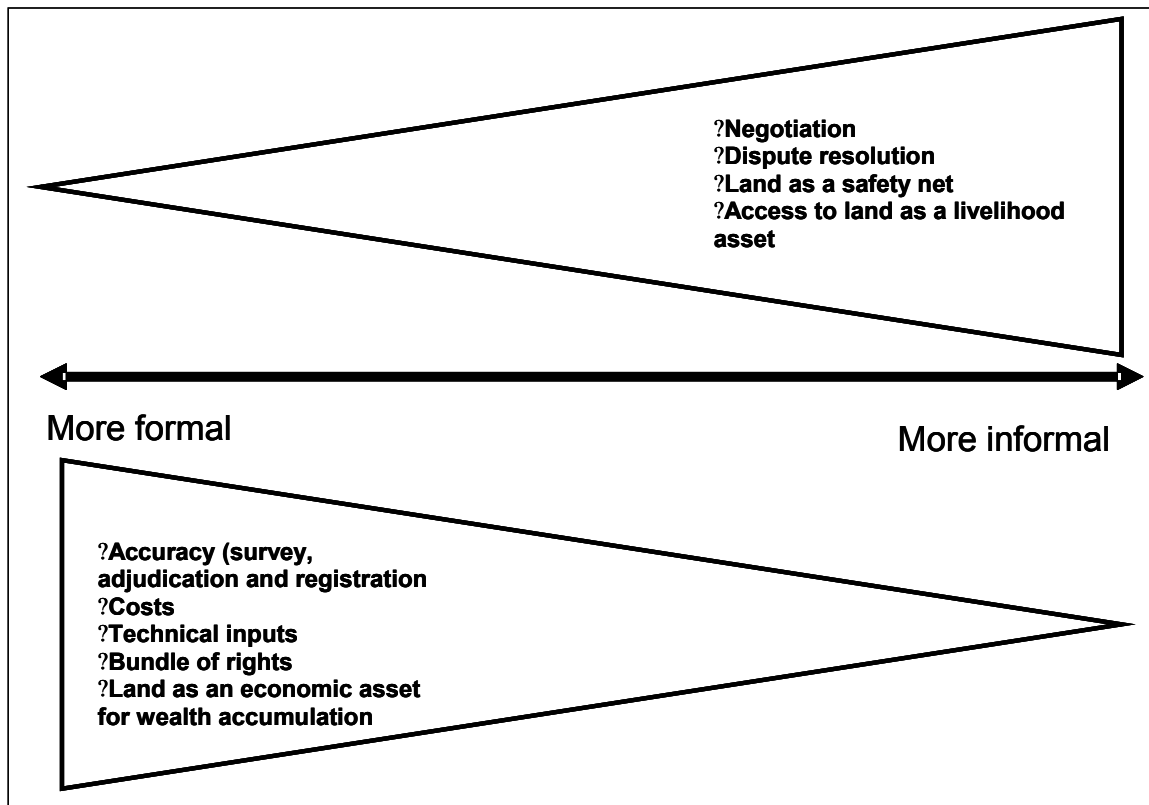 ?Negotiation
?Dispute resolution
?Land as a safety net
?Access to land as a livelihood
asset
More formal
More informal
?Accuracy (survey,
adjudication and registration
?Costs
?Technical inputs
?Bundle of rights
?Land as an economic asset
for wealth accumulation